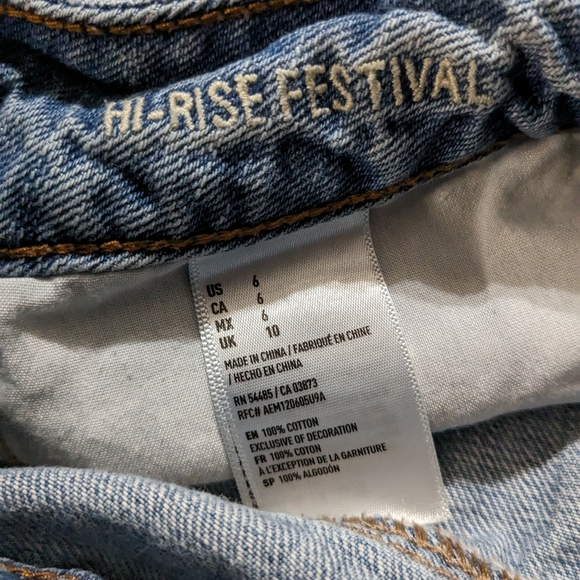 HI-RISE FESTIVAL
US 6
CA 6
MX 6
UK 10
MADE IN CHINA / FABRIQUÉ EN CHINE
/ HECHO EN CHINA
RN 54485 / CA 03873
RFC# AEM120605U9A
EN 100% COTTON
EXCLUSIVE OF DECORATION
FR 100% COTON
À L'EXCEPTION DE LA GARNITURE
SP 100% ALGODÓN